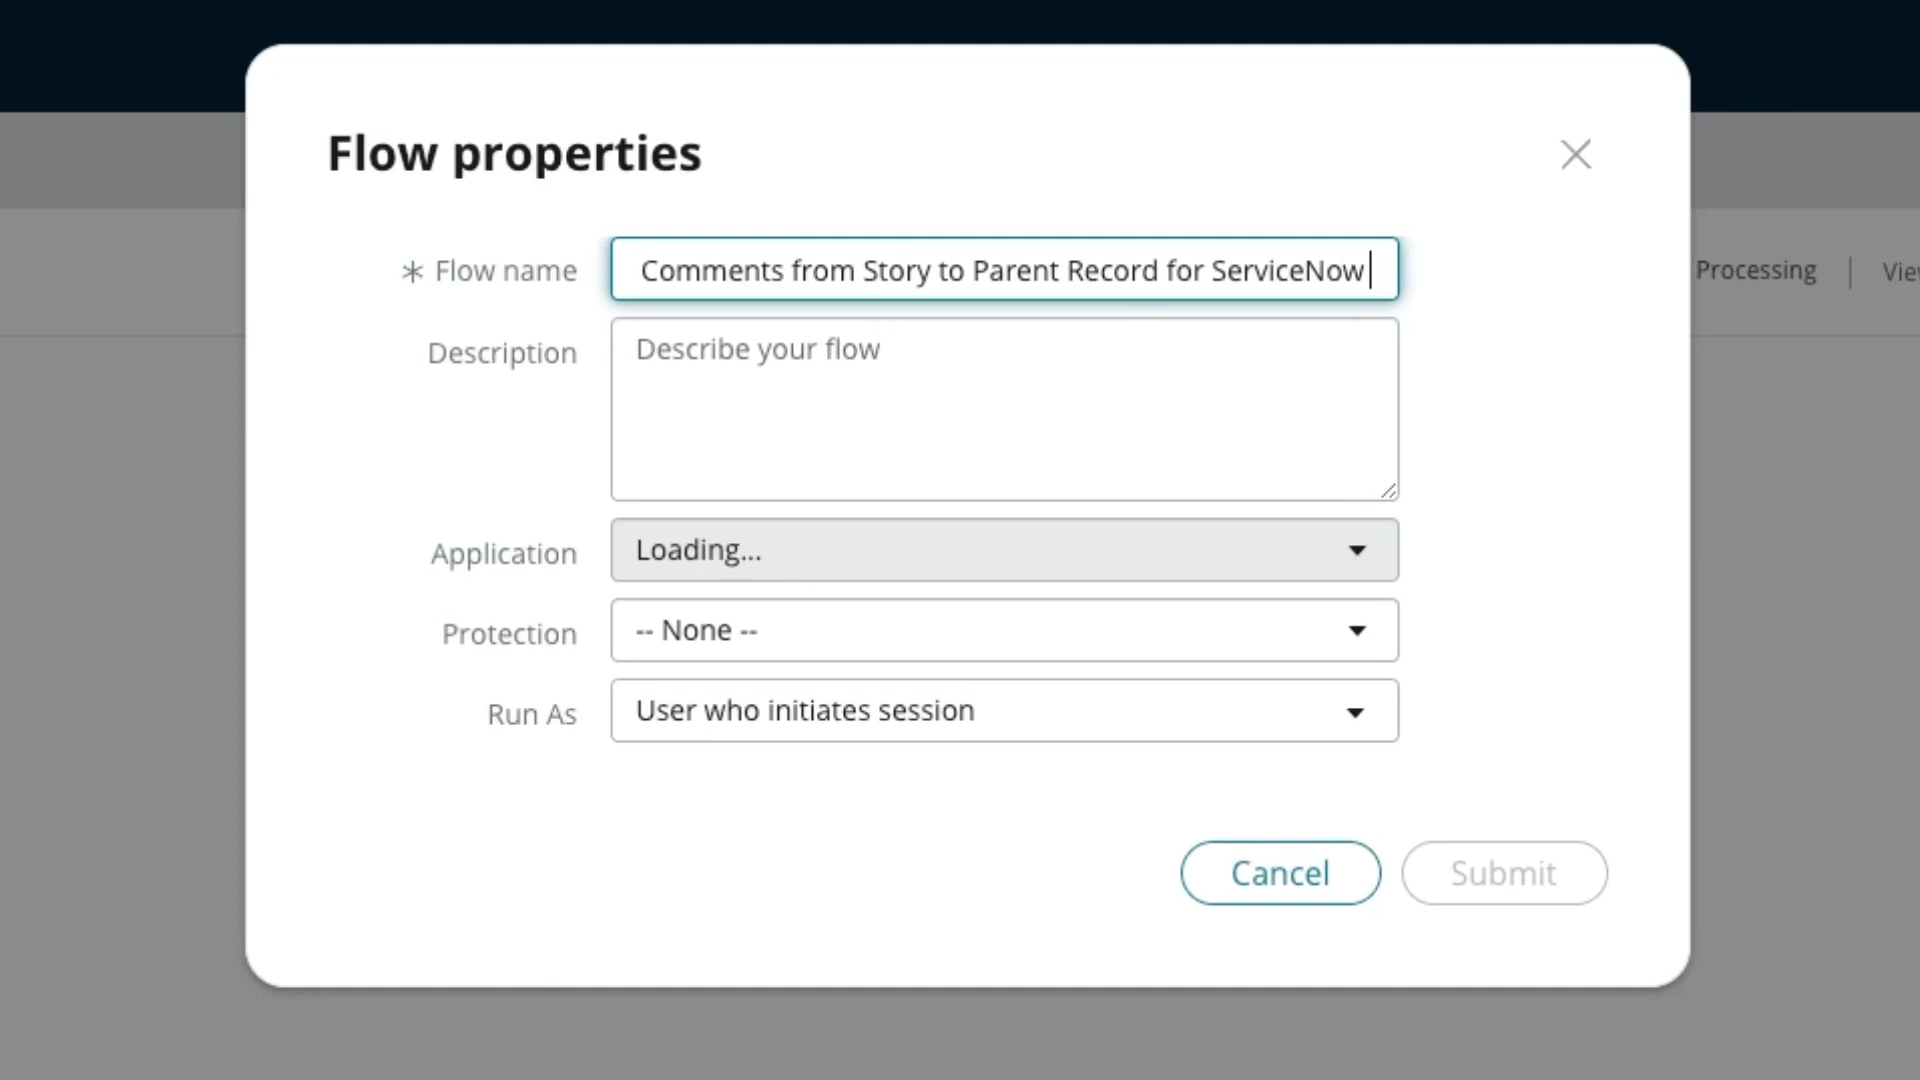 Flow properties
* Flow name
Comments from Story to Parent Record for ServiceNow
Description
Describe your flow
Application
Loading...
Protection
-- None --
Run As
User who initiates session
Cancel
Submit
Processing